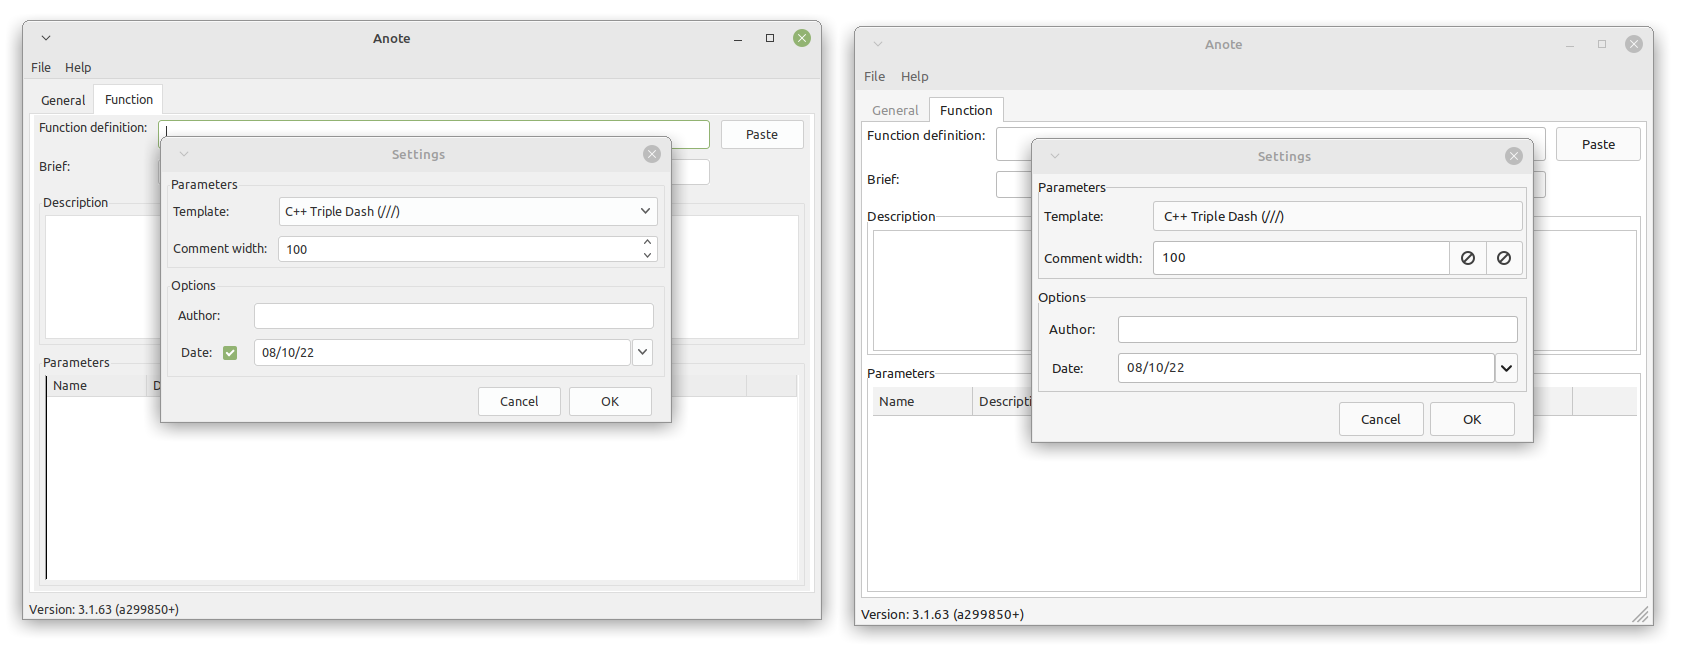 Anote
File Help
General Function
Function definition: Paste
Brief:
Description
Parameters
Name D
Version: 3.1.63 (a299850+)
Settings
Parameters
Template: C++ Triple Dash (///)
Comment width: 100
Options
Author:
Date: 08/10/22
Cancel OK
Anote
File Help
General Function
Function definition: Paste
Brief:
Description
Parameters
Name Descripti
Version: 3.1.63 (a299850+)
Settings
Parameters
Template: C++ Triple Dash (///)
Comment width: 100
Options
Author:
Date: 08/10/22
Cancel OK